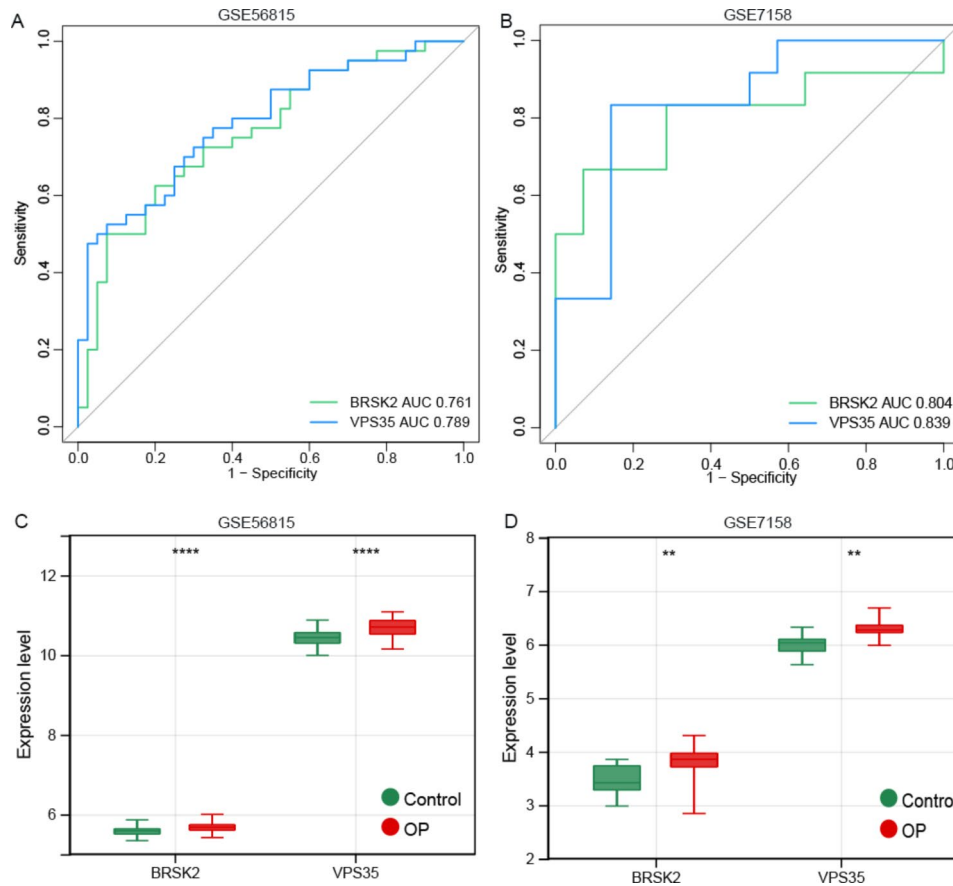 A
GSE56815
Sensitivity
1.0
0.8
0.6
0.4
0.2
0.0
BRSK2 AUC 0.761
VPS35 AUC 0.789
0.0 0.2 0.4 0.6 0.8 1.0
1 − Specificity
B
GSE7158
Sensitivity
1.0
0.8
0.6
0.4
0.2
0.0
BRSK2 AUC 0.804
VPS35 AUC 0.839
0.0 0.2 0.4 0.6 0.8 1.0
1 − Specificity
C
GSE56815
Expression level
12
10
8
6
**** ****
Control
OP
BRSK2 VPS35
D
GSE7158
Expression level
8
7
6
5
4
3
2
** **
Contro
OP
BRSK2 VPS35